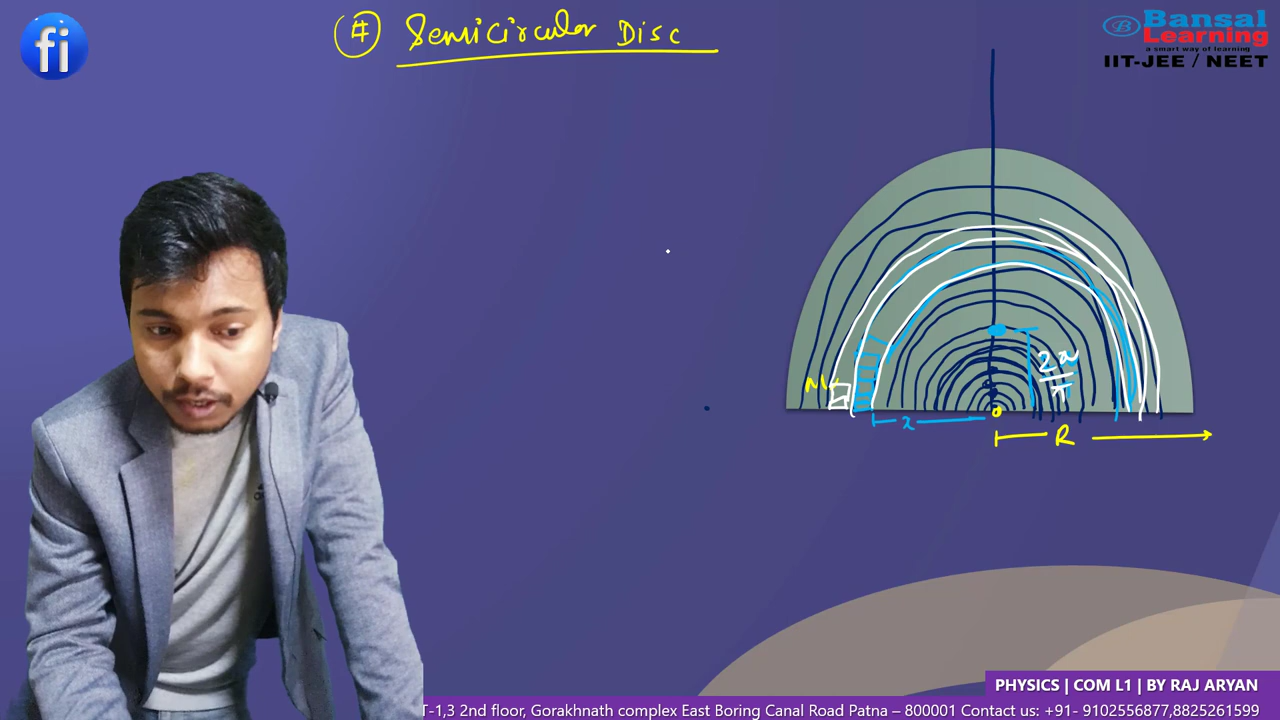 fi
(#) Semicircular Disc
B Bansal
Learning
a smart way of learning
IIT-JEE / NEET
M
2x/π
x
o
R
PHYSICS | COM L1 | BY RAJ ARYAN
T-1,3 2nd floor, Gorakhnath complex East Boring Canal Road Patna – 800001 Contact us: +91- 9102556877,8825261599